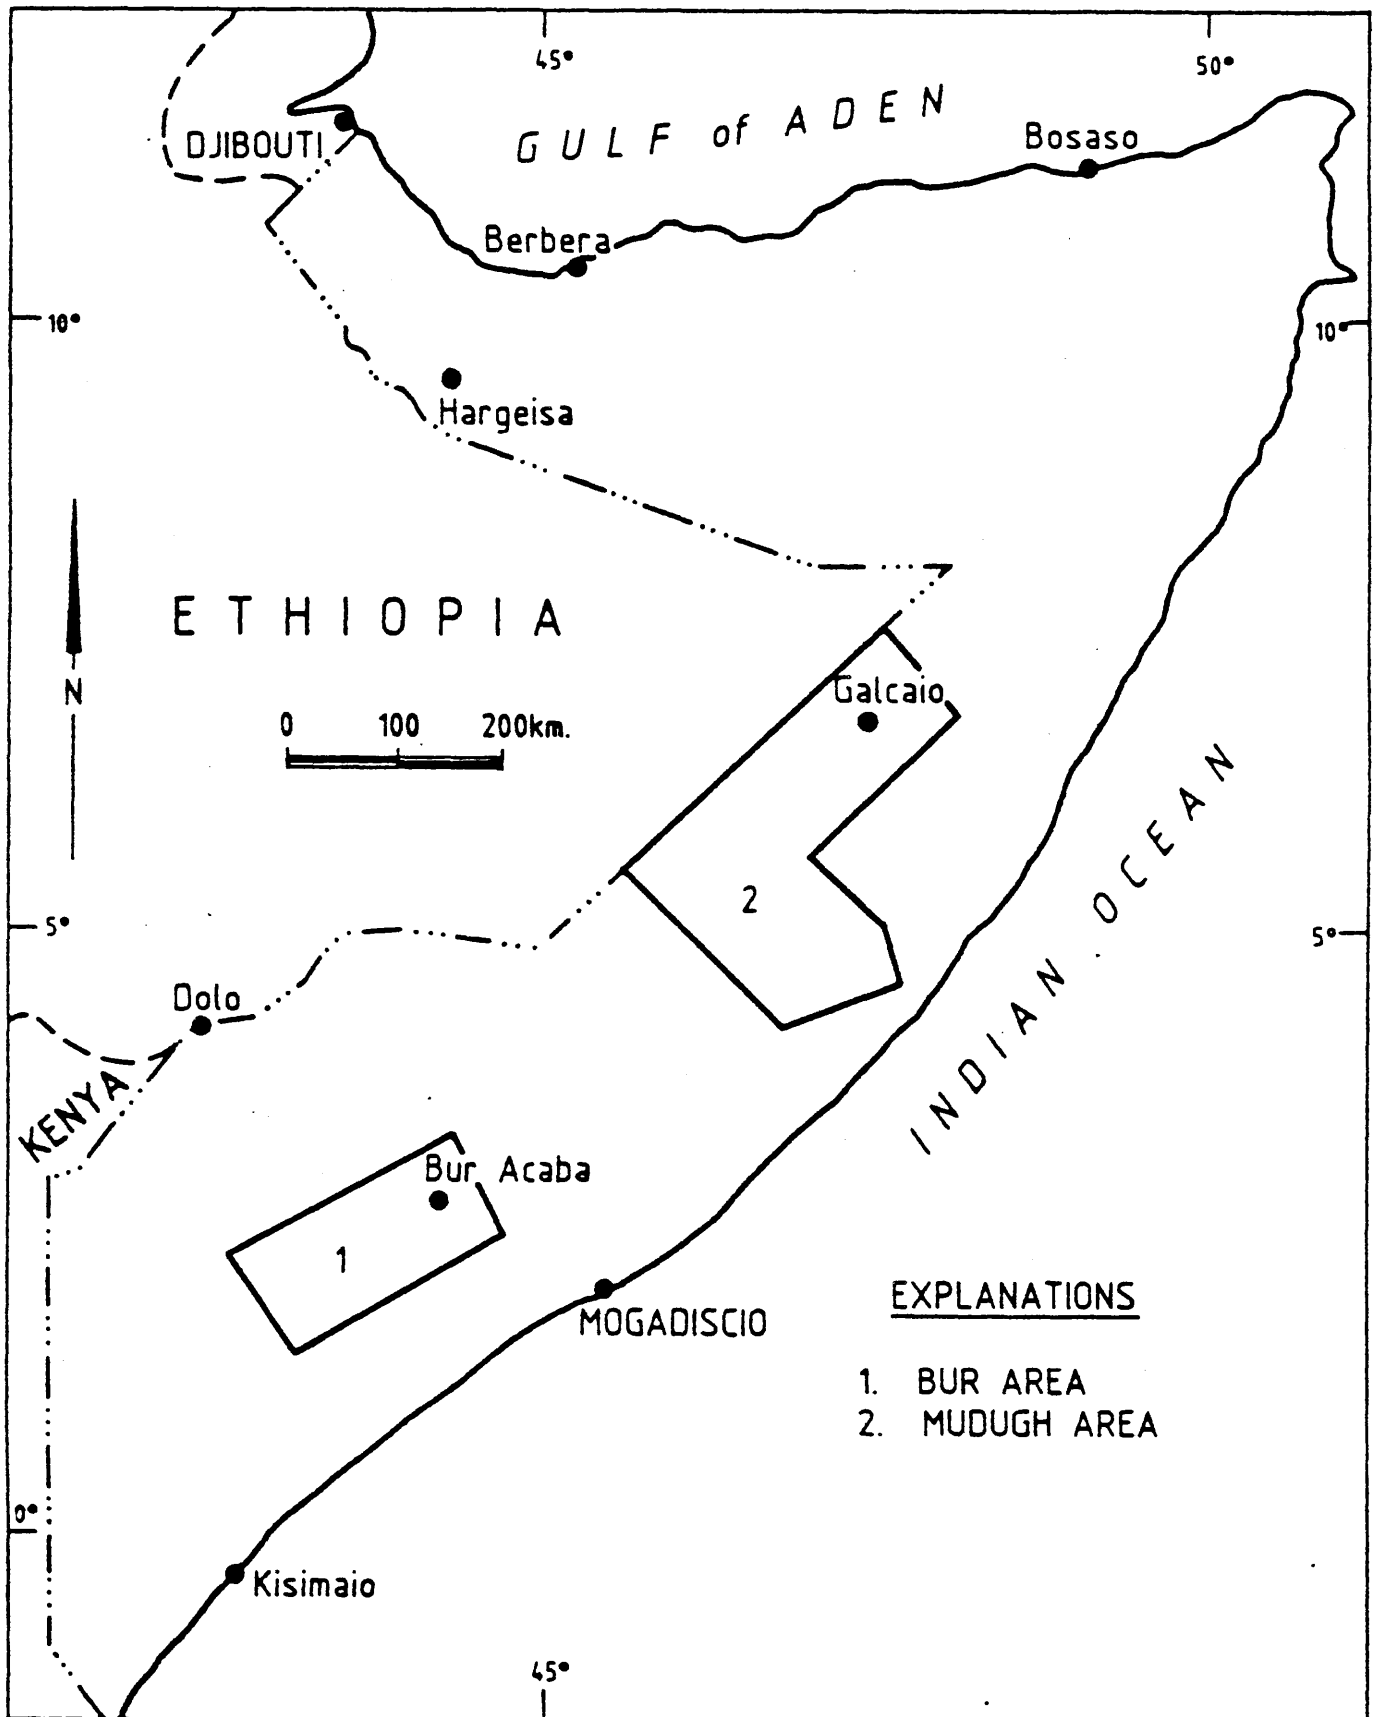 45°
50°
GULF of ADEN
DJIBOUTI
Bosaso
Berbera
10°
10°
Hargeisa
ETHIOPIA
N
Galcaio
0 100 200km.
2
5°
5°
INDIAN OCEAN
Dolo
KENYA
Bur Acaba
1
MOGADISCIO
EXPLANATIONS
1. BUR AREA
2. MUDUGH AREA
0°
Kisimaio
45°